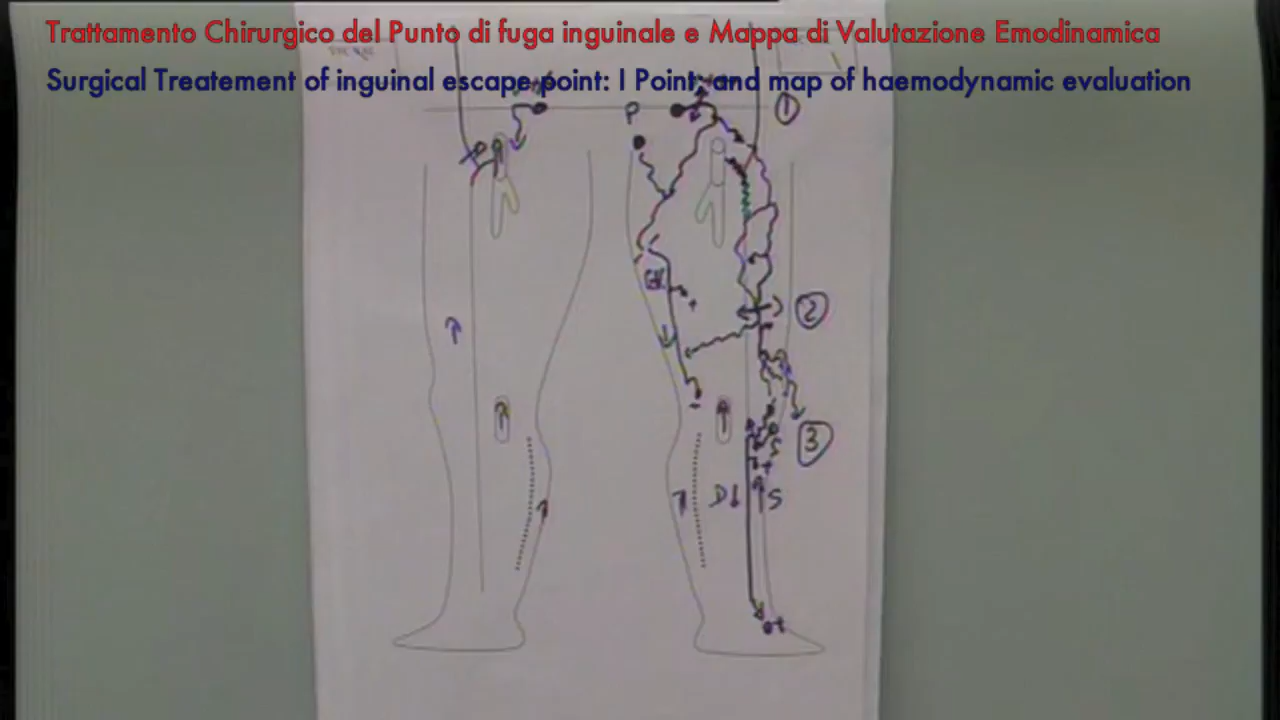 Trattamento Chirurgico del Punto di fuga inguinale e Mappa di Valutazione Emodinamica
Surgical Treatement of inguinal escape point: I Point, and map of haemodynamic evaluation
P
1
2
3
S
D
S